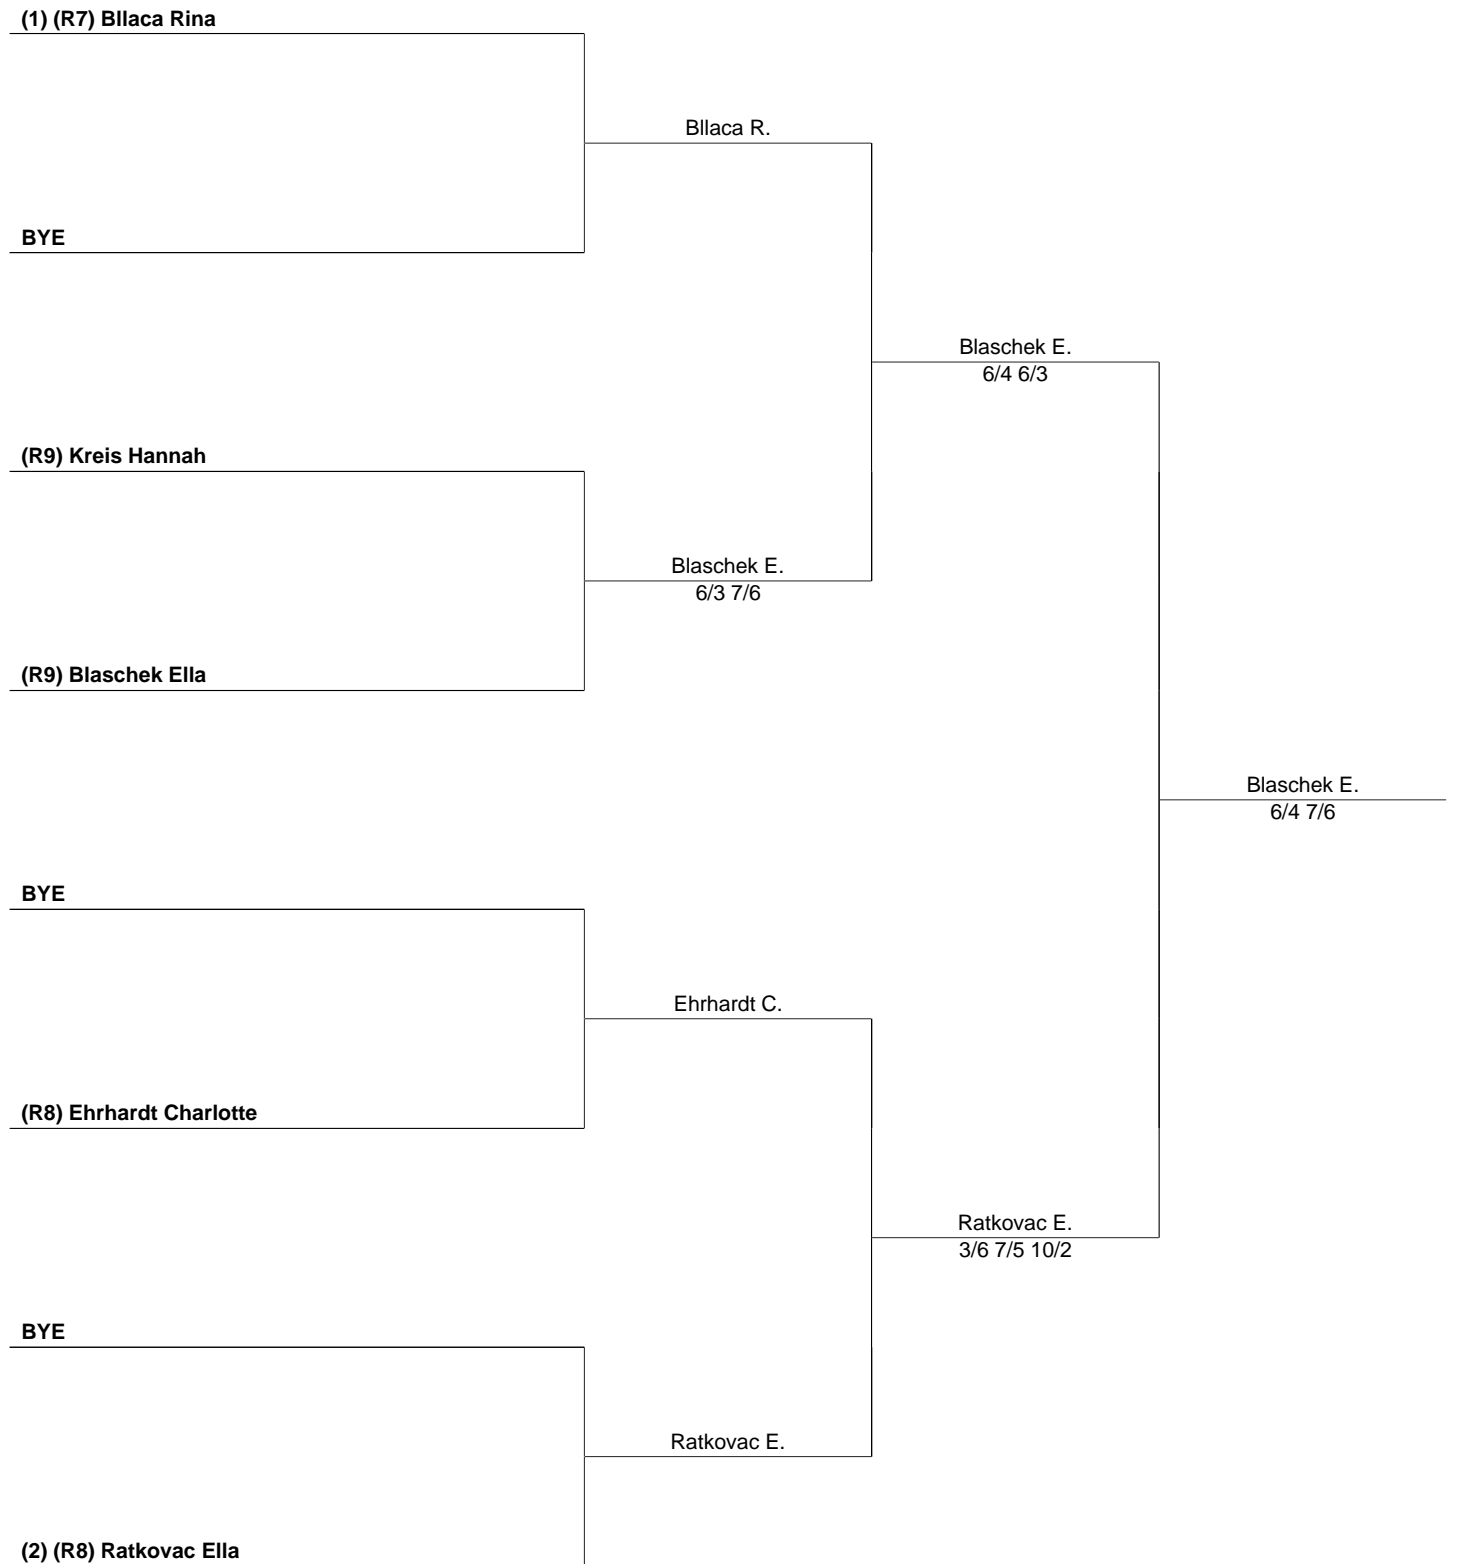 (1) (R7) Bllaca Rina
Bllaca R.
BYE
Blaschek E.
6/4 6/3
(R9) Kreis Hannah
Blaschek E.
6/3 7/6
(R9) Blaschek Ella
Blaschek E.
6/4 7/6
BYE
Ehrhardt C.
(R8) Ehrhardt Charlotte
Ratkovac E.
3/6 7/5 10/2
BYE
Ratkovac E.
(2) (R8) Ratkovac Ella